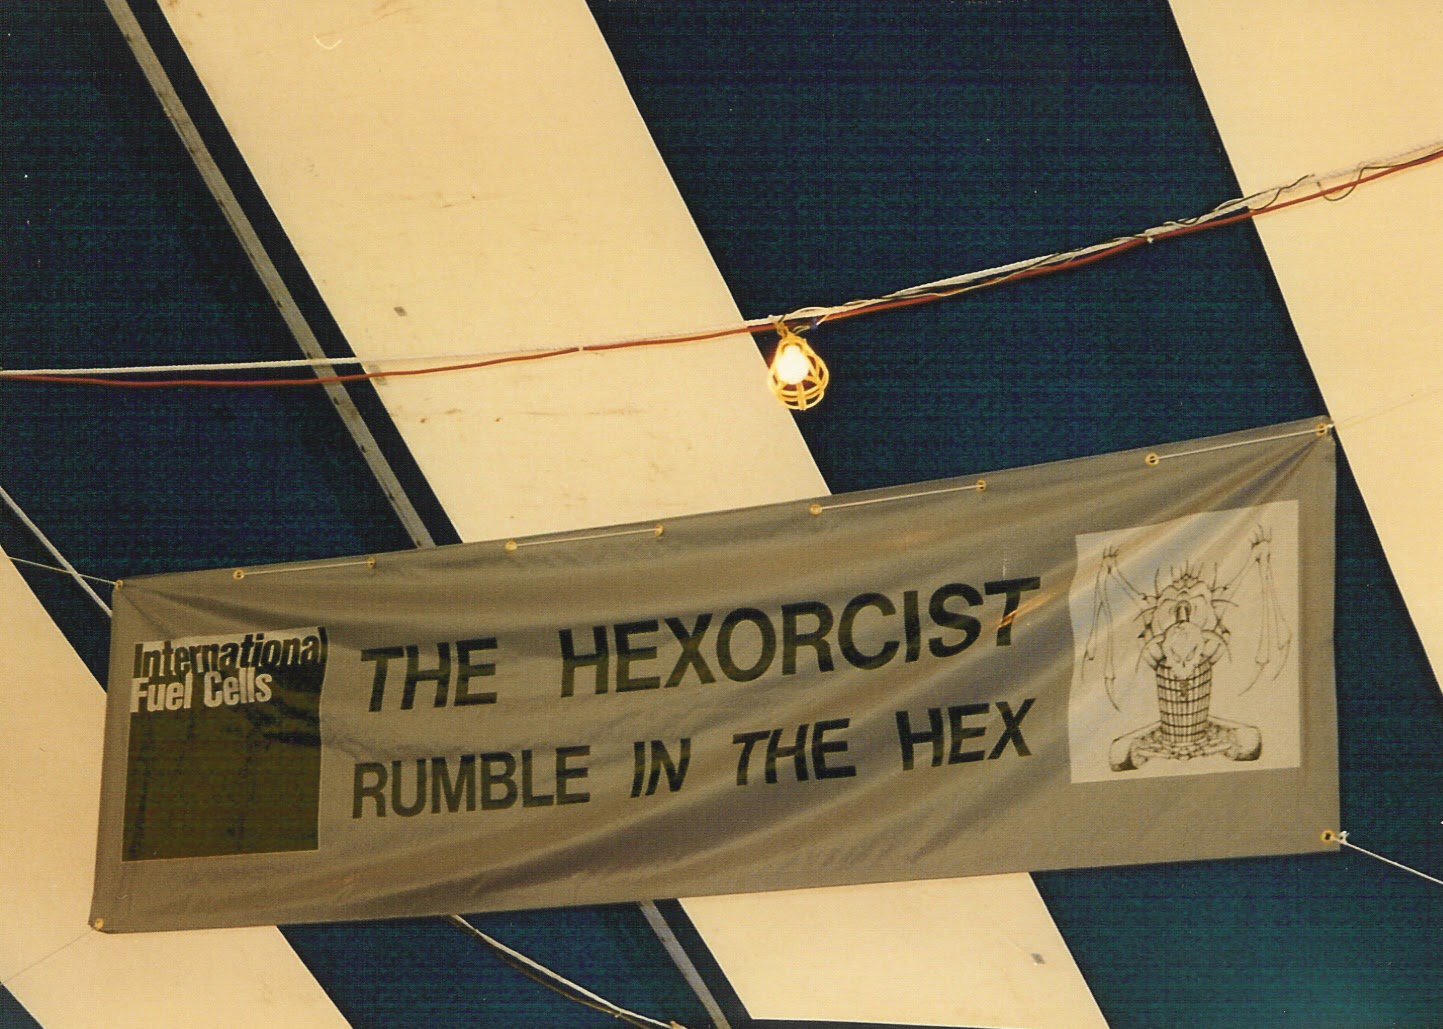 International
Fuel Cells
THE HEXORCIST
RUMBLE IN THE HEX